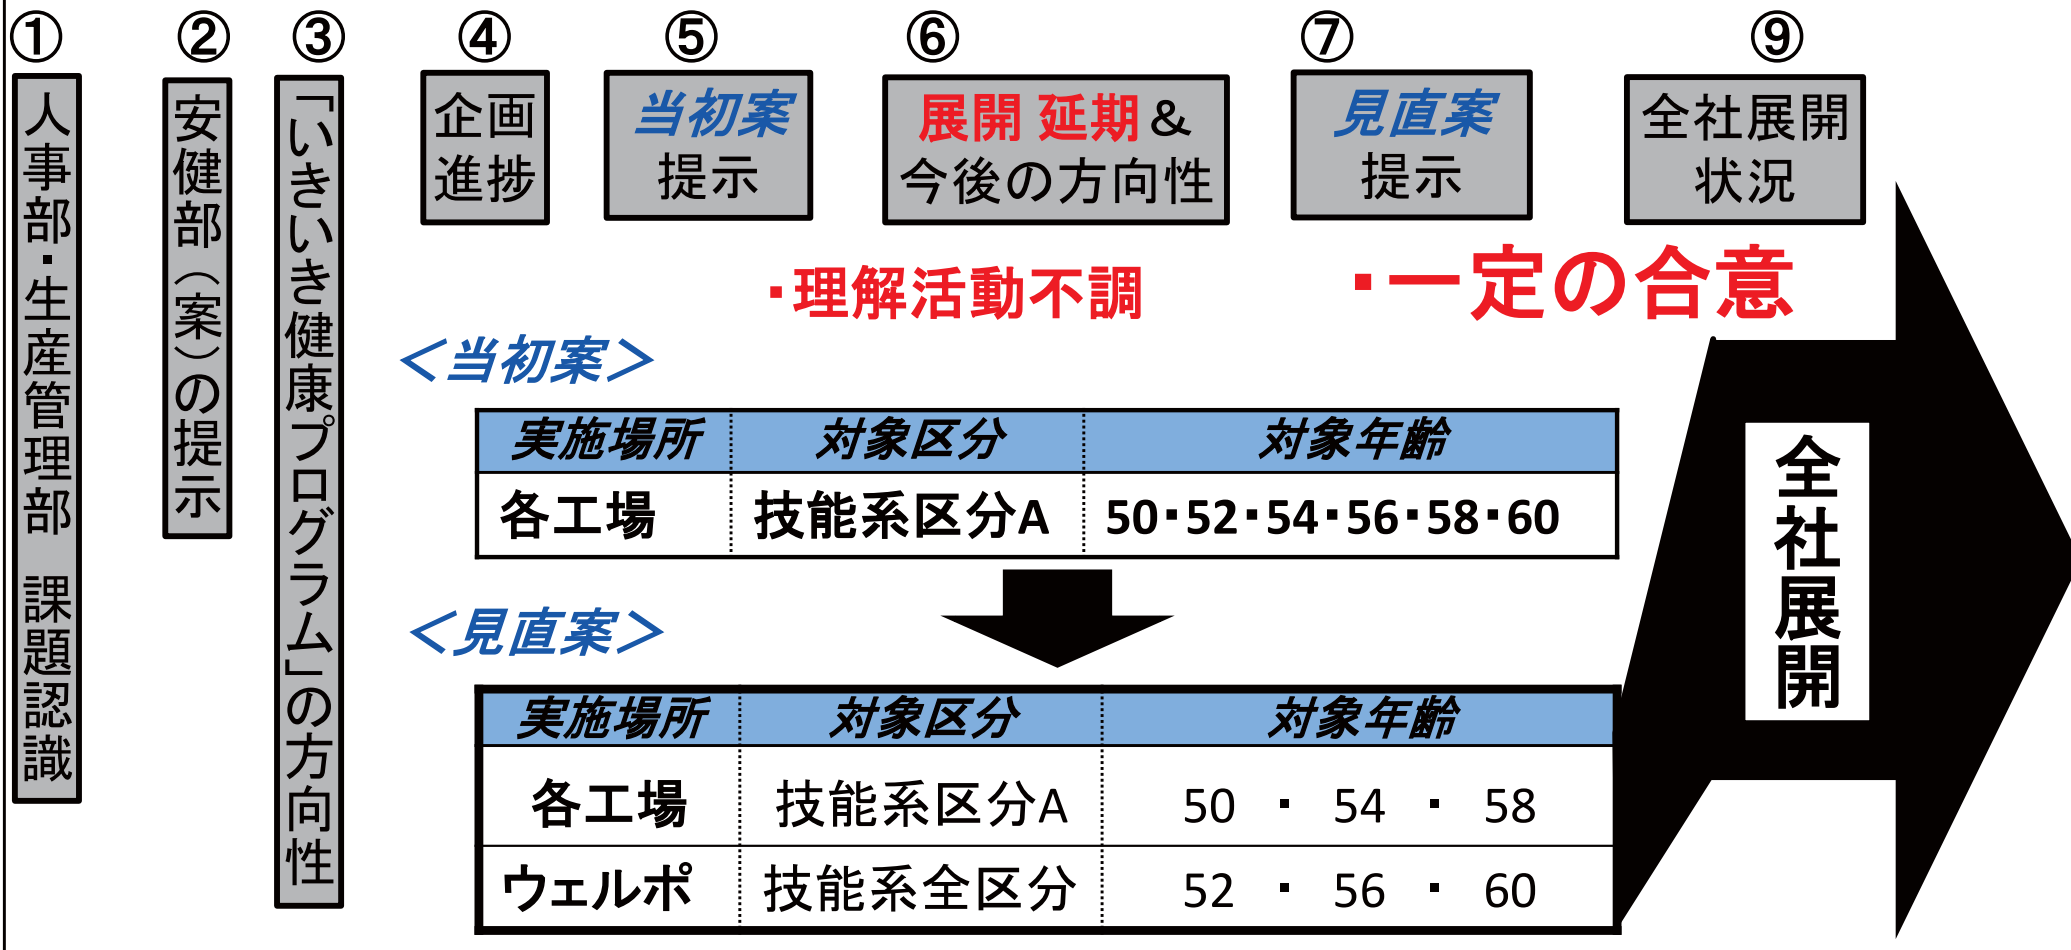 ① ② ③ ④ ⑤ ⑥ ⑦ ⑨
人事部・生産管理部 課題認識
安健部（案）の提示
「いきいき健康プログラム」の方向性
企画
進捗
当初案
提示
展開 延期＆
今後の方向性
見直案
提示
全社展開
状況
・理解活動不調
・一定の合意
＜当初案＞
実施場所 対象区分 対象年齢
各工場 技能系区分A 50・52・54・56・58・60
＜見直案＞
実施場所 対象区分 対象年齢
各工場 技能系区分A 50 ・ 54 ・ 58
ウェルポ 技能系全区分 52 ・ 56 ・ 60
全社展開